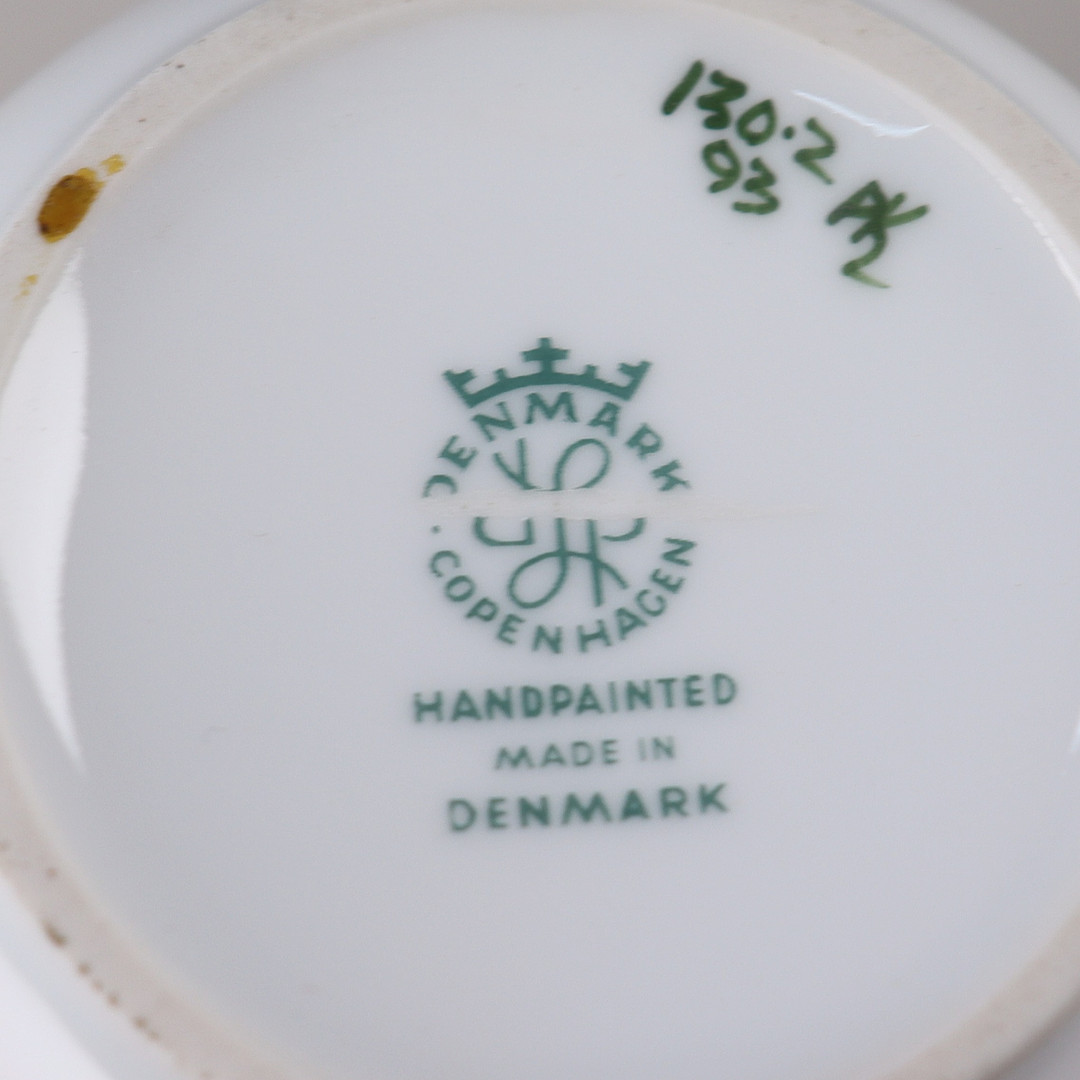 130.2
93
DENMARK
· COPENHAGEN
HANDPAINTED
MADE IN
DENMARK